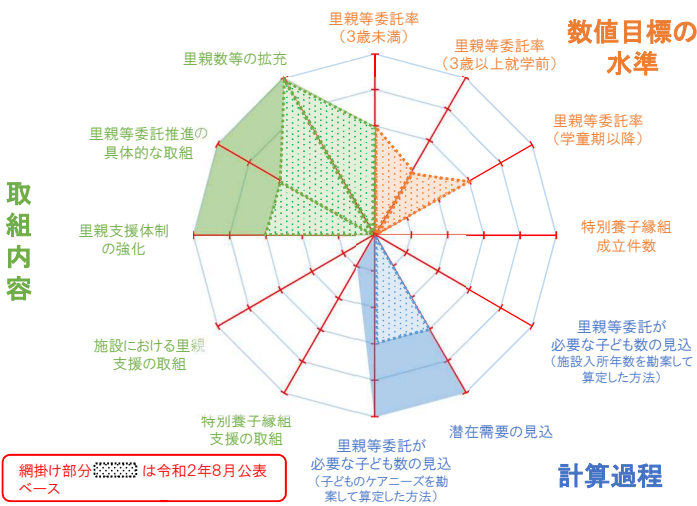 里親等委託率
（3歳未満）
里親等委託率
（3歳以上就学前）
数値目標の
水準
里親数等の拡充
里親等委託率
（学童期以降）
里親等委託推進の
具体的な取組
取組内容
里親支援体制
の強化
特別養子縁組
成立件数
施設における里親
支援の取組
里親等委託が
必要な子ども数の見込
（施設入所年数を勘案して
算定した方法）
特別養子縁組
支援の取組
潜在需要の見込
里親等委託が
必要な子ども数の見込
（子どものケアニーズを勘
案して算定した方法）
計算過程
網掛け部分 は令和2年8月公表
ベース